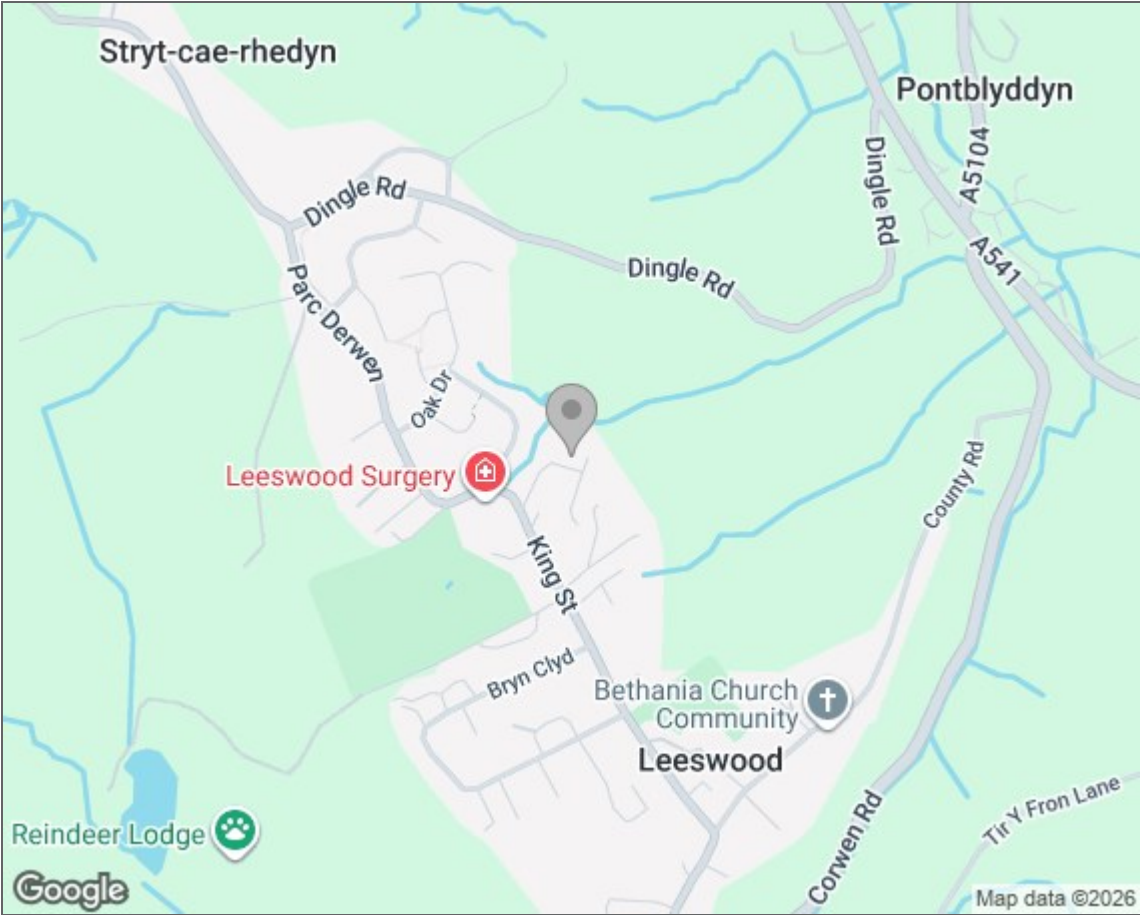 Stryt-cae-rhedyn
Pontblyddyn
Dingle Rd
Dingle Rd
A5104
Dingle Rd
A541
Parc Derwen
Oak Dr
Leeswood Surgery
County Rd
King St
Bryn Clyd
Bethania Church
Community
Leeswood
Tir Y Fron Lane
Corwen Rd
Reindeer Lodge
Google
Map data ©2026